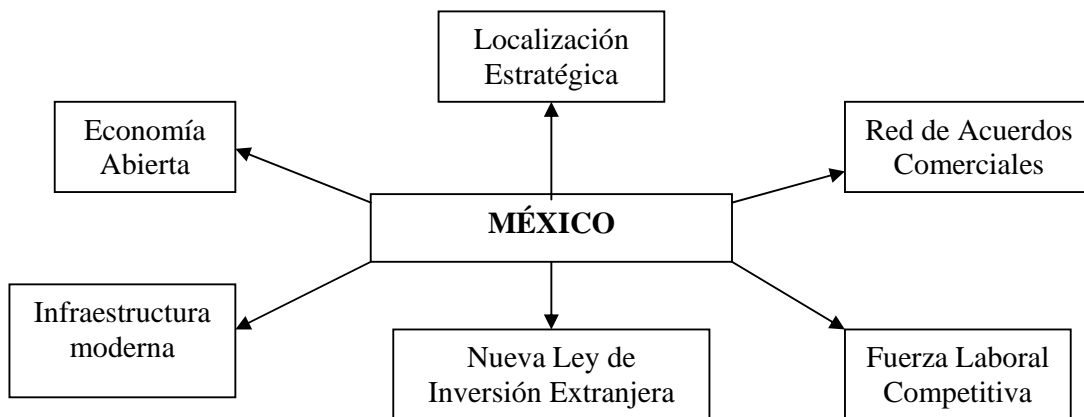 Localización
Estratégica
Economía
Abierta
Red de Acuerdos
Comerciales
MÉXICO
Infraestructura
moderna
Nueva Ley de
Inversión Extranjera
Fuerza Laboral
Competitiva